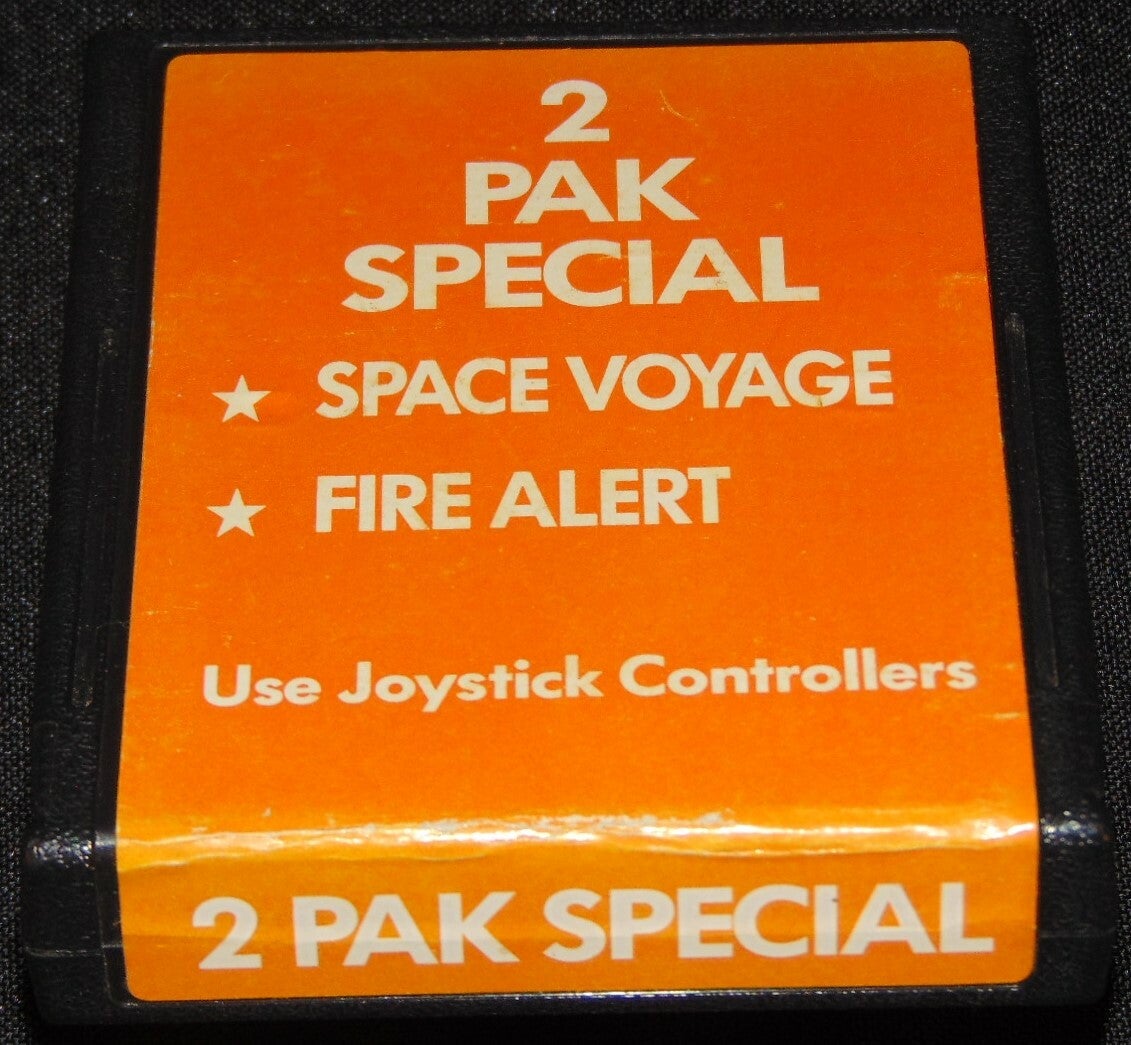 2
PAK
SPECIAL
★ SPACE VOYAGE
★ FIRE ALERT
Use Joystick Controllers
2 PAK SPECIAL